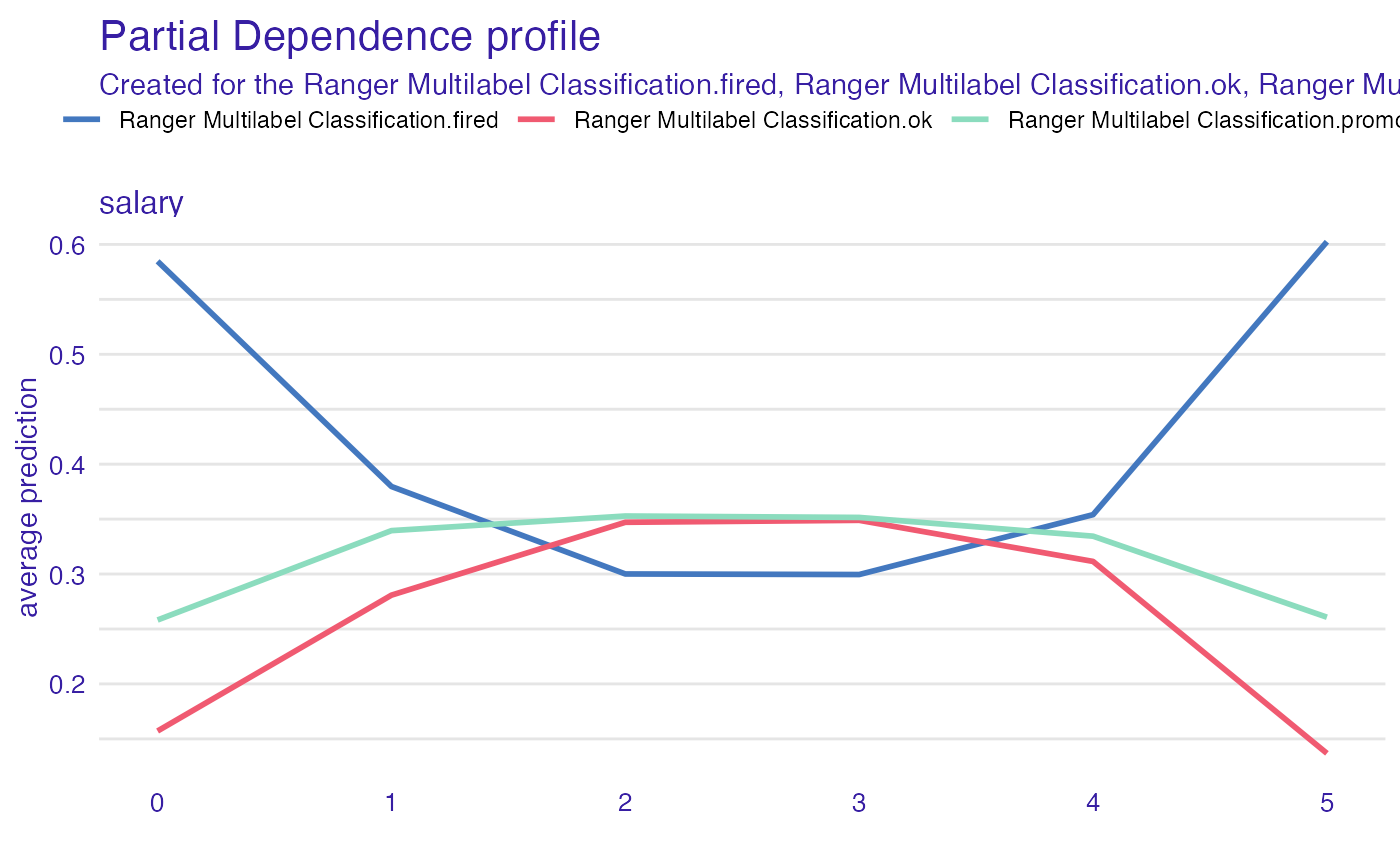 Partial Dependence profile
Created for the Ranger Multilabel Classification.fired, Ranger Multilabel Classification.ok, Ranger Mu
Ranger Multilabel Classification.fired Ranger Multilabel Classification.ok Ranger Multilabel Classification.promo
salary
0.6
0.5
0.4
0.3
0.2
average prediction
0 1 2 3 4 5